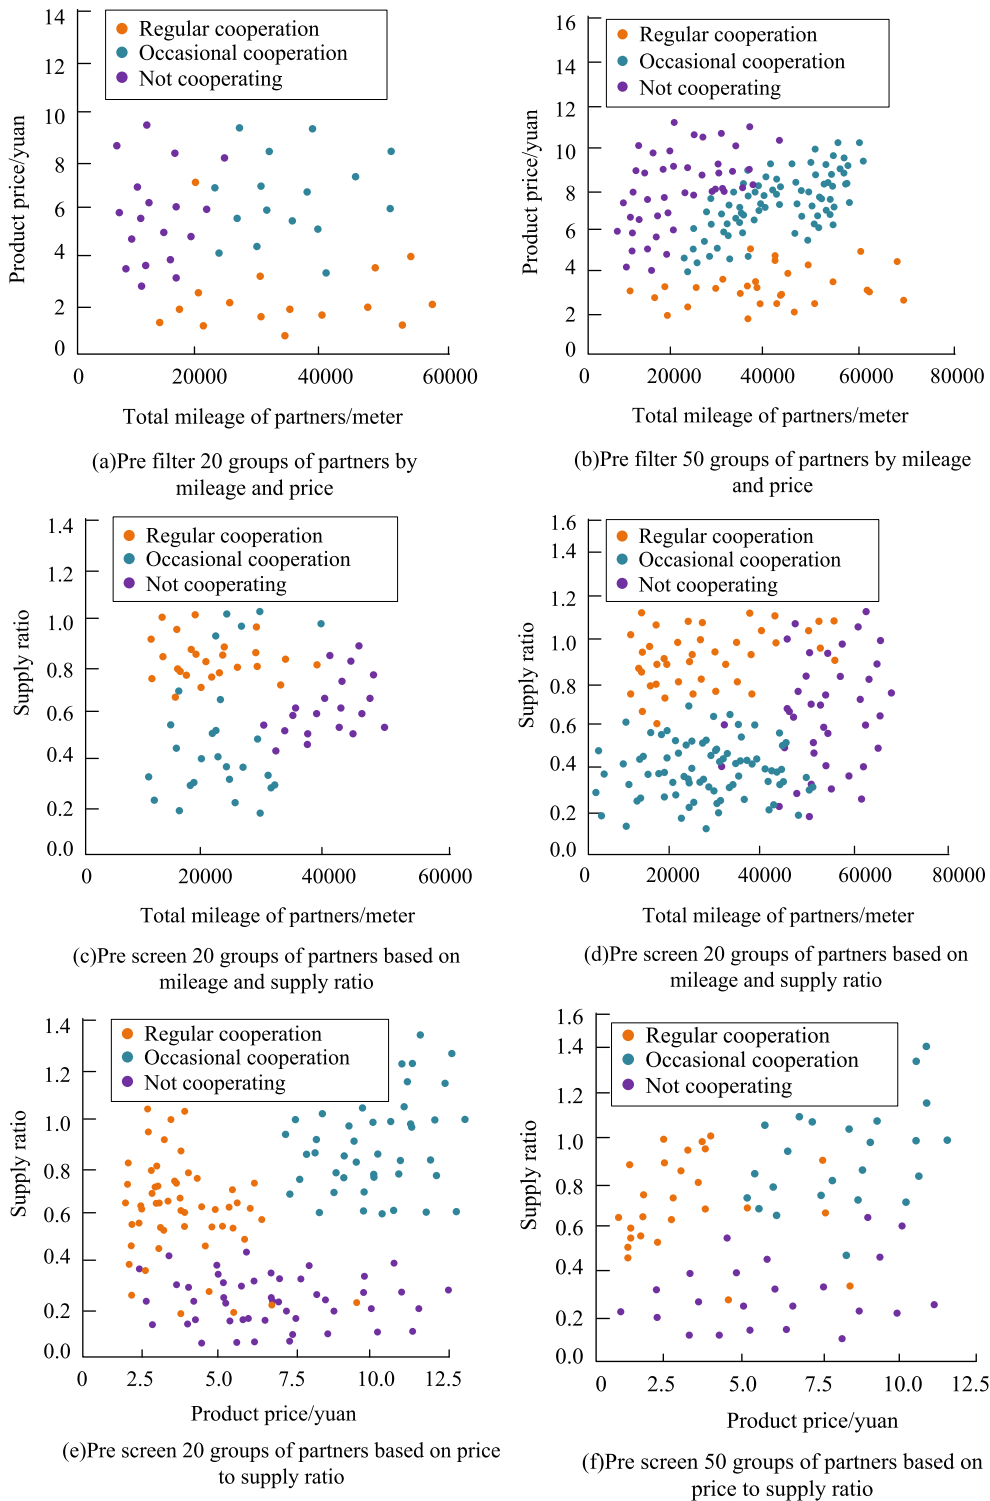 14
12
10
8
6
4
2
0
Product price/yuan
Regular cooperation
Occasional cooperation
Not cooperating
0 20000 40000 60000
Total mileage of partners/meter
(a)Pre filter 20 groups of partners by
mileage and price
16
14
12
10
8
6
4
2
0
Product price/yuan
Regular cooperation
Occasional cooperation
Not cooperating
0 20000 40000 60000 80000
Total mileage of partners/meter
(b)Pre filter 50 groups of partners by mileage
and price
1.4
1.2
1.0
0.8
0.6
0.4
0.2
0.0
Supply ratio
Regular cooperation
Occasional cooperation
Not cooperating
0 20000 40000 60000
Total mileage of partners/meter
(c)Pre screen 20 groups of partners based on
mileage and supply ratio
1.6
1.4
1.2
1.0
0.8
0.6
0.4
0.2
0.0
Supply ratio
Regular cooperation
Occasional cooperation
Not cooperating
0 20000 40000 60000 80000
Total mileage of partners/meter
(d)Pre screen 20 groups of partners based on
mileage and supply ratio
1.4
1.2
1.0
0.8
0.6
0.4
0.2
0.0
Supply ratio
Regular cooperation
Occasional cooperation
Not cooperating
0 2.5 5.0 7.5 10.0 12.5
Product price/yuan
(e)Pre screen 20 groups of partners based on price
to supply ratio
1.6
1.4
1.2
1.0
0.8
0.6
0.4
0.2
0.0
Supply ratio
Regular cooperation
Occasional cooperation
Not cooperating
0 2.5 5.0 7.5 10.0 12.5
Product price/yuan
(f)Pre screen 50 groups of partners based on
price to supply ratio